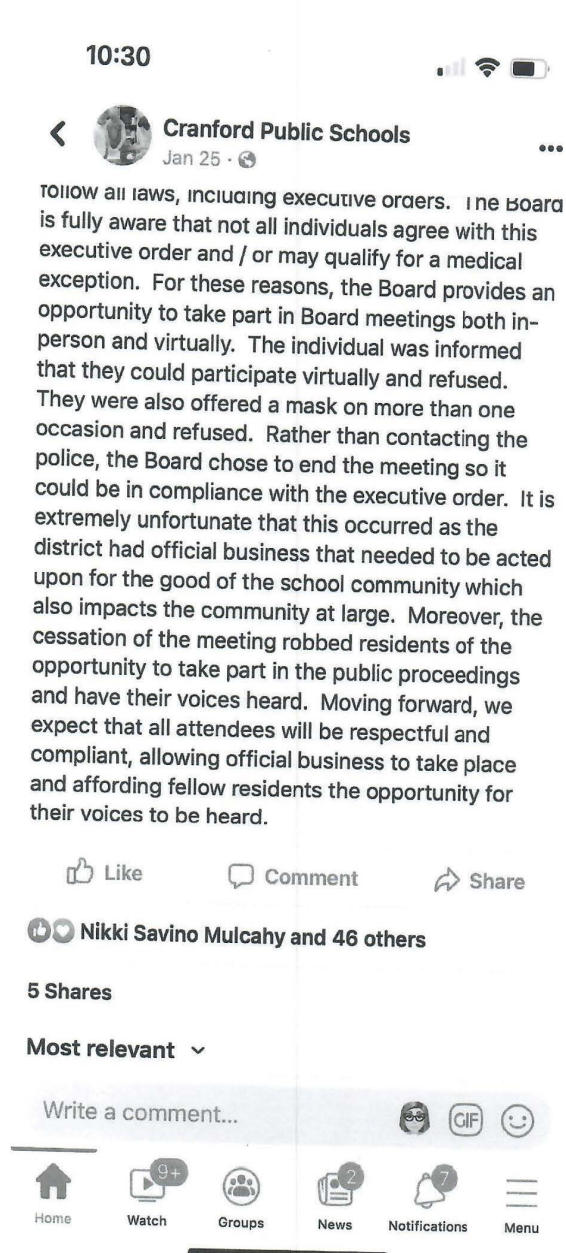 10:30
Cranford Public Schools
Jan 25 ·
follow all laws, including executive orders.  The Board
is fully aware that not all individuals agree with this
executive order and / or may qualify for a medical
exception.  For these reasons, the Board provides an
opportunity to take part in Board meetings both in-
person and virtually.  The individual was informed
that they could participate virtually and refused.
They were also offered a mask on more than one
occasion and refused.  Rather than contacting the
police, the Board chose to end the meeting so it
could be in compliance with the executive order.  It is
extremely unfortunate that this occurred as the
district had official business that needed to be acted
upon for the good of the school community which
also impacts the community at large.  Moreover, the
cessation of the meeting robbed residents of the
opportunity to take part in the public proceedings
and have their voices heard.  Moving forward, we
expect that all attendees will be respectful and
compliant, allowing official business to take place
and affording fellow residents the opportunity for
their voices to be heard.
Like Comment Share
Nikki Savino Mulcahy and 46 others
5 Shares
Most relevant
Write a comment... GIF
9+ 2 7
Home Watch Groups News Notifications Menu